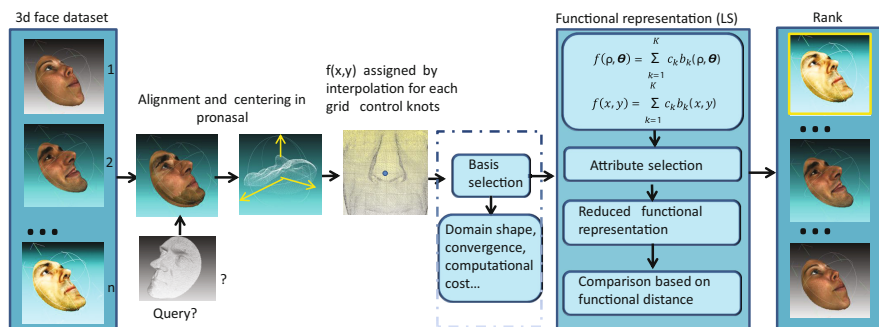 3d face dataset
1
2
n
Alignment and centering in
pronasal
Query?
?
f(x,y) assigned by
interpolation for each
grid control knots
Basis
selection
Domain shape,
convergence,
computational
cost...
Functional representation (LS)
f(ρ, θ) = ∑_{k=1}^{K} c_k b_k(ρ, θ)
f(x, y) = ∑_{k=1}^{K} c_k b_k(x, y)
Attribute selection
Reduced functional
representation
Comparison based on
functional distance
Rank